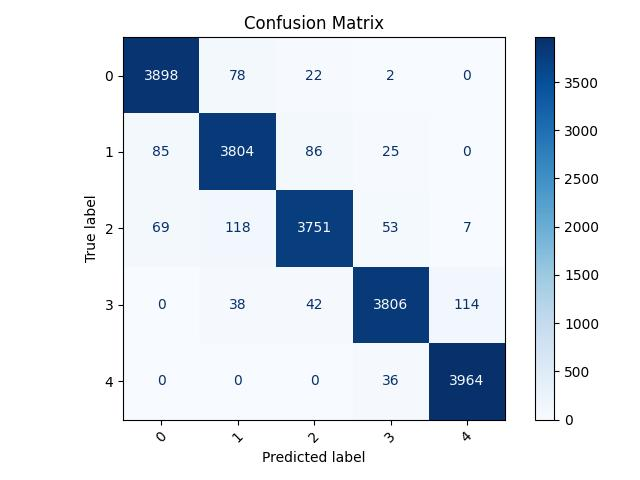 Confusion Matrix
0 3898 78 22 2 0
1 85 3804 86 25 0
2 69 118 3751 53 7
3 0 38 42 3806 114
4 0 0 0 36 3964
0 1 2 3 4
True label
Predicted label
3500
3000
2500
2000
1500
1000
500
0